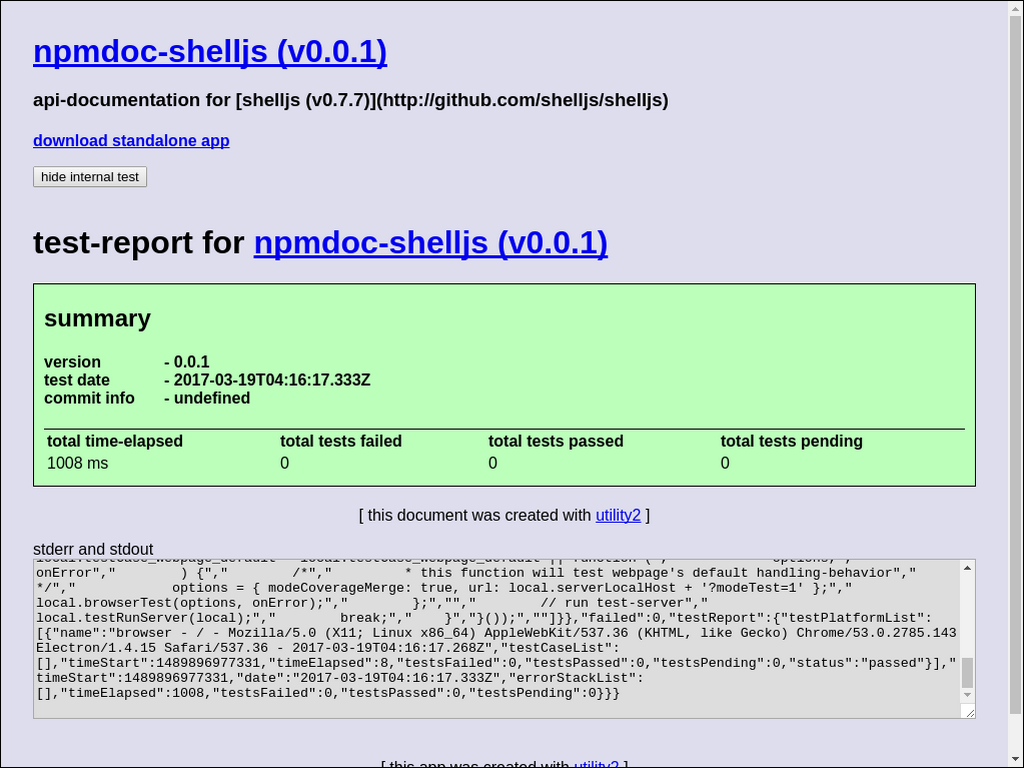 npmdoc-shelljs (v0.0.1)
api-documentation for [shelljs (v0.7.7)](http://github.com/shelljs/shelljs)
download standalone app
hide internal test
test-report for npmdoc-shelljs (v0.0.1)
summary
version - 0.0.1
test date - 2017-03-19T04:16:17.333Z
commit info - undefined
total time-elapsed total tests failed total tests passed total tests pending
1008 ms 0 0 0
[ this document was created with utility2 ]
stderr and stdout
local.testCase_webpage_default = local.testCase_webpage_default || function ("," options,","
onError"," ) {"," /*"," * this function will test webpage's default handling-behavior","
*/"," options = { modeCoverageMerge: true, url: local.serverLocalHost + '?modeTest=1' };","
local.browserTest(options, onError);"," };",""," // run test-server","
local.testRunServer(local);"," break;"," }","}());",""]}},"failed":0,"testReport":{"testPlatformList":
[{"name":"browser - / - Mozilla/5.0 (X11; Linux x86_64) AppleWebKit/537.36 (KHTML, like Gecko) Chrome/53.0.2785.143
Electron/1.4.15 Safari/537.36 - 2017-03-19T04:16:17.268Z","testCaseList":
[],"timeStart":1489896977331,"timeElapsed":8,"testsFailed":0,"testsPassed":0,"testsPending":0,"status":"passed"}],"
timeStart":1489896977331,"date":"2017-03-19T04:16:17.333Z","errorStackList":
[],"timeElapsed":1008,"testsFailed":0,"testsPassed":0,"testsPending":0}}}
[ this app was created with utility2 ]